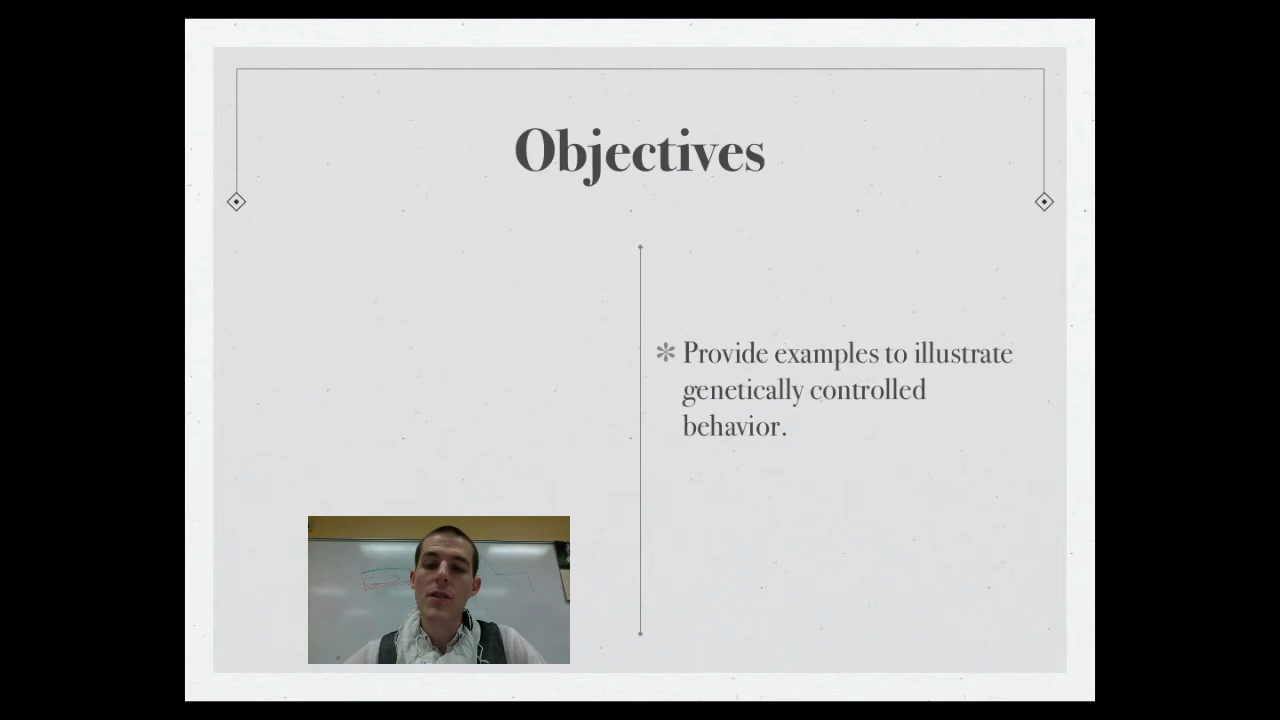 Objectives
Provide examples to illustrate
genetically controlled
behavior.